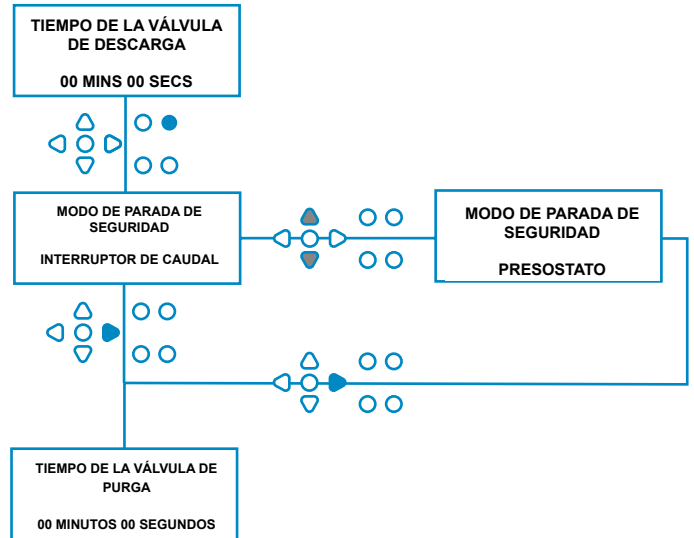 TIEMPO DE LA VÁLVULA
DE DESCARGA
00 MINS 00 SECS
MODO DE PARADA DE
SEGURIDAD
INTERRUPTOR DE CAUDAL
MODO DE PARADA DE
SEGURIDAD
PRESOSTATO
TIEMPO DE LA VÁLVULA DE
PURGA
00 MINUTOS 00 SEGUNDOS